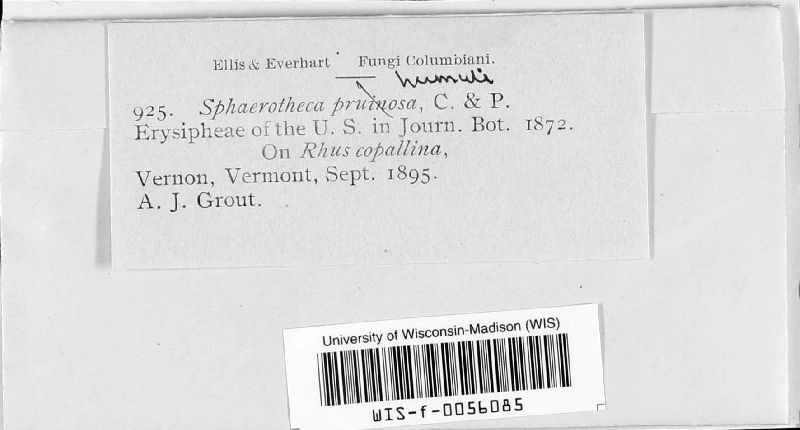 Ellis & Everhart Fungi Columbiani.
humuli
925. Sphaerotheca pruinosa, C. & P.
Erysipheae of the U. S. in Journ. Bot. 1872.
On Rhus copallina,
Vernon, Vermont, Sept. 1895.
A. J. Grout.
University of Wisconsin-Madison (WIS)
WIS-f-0056085